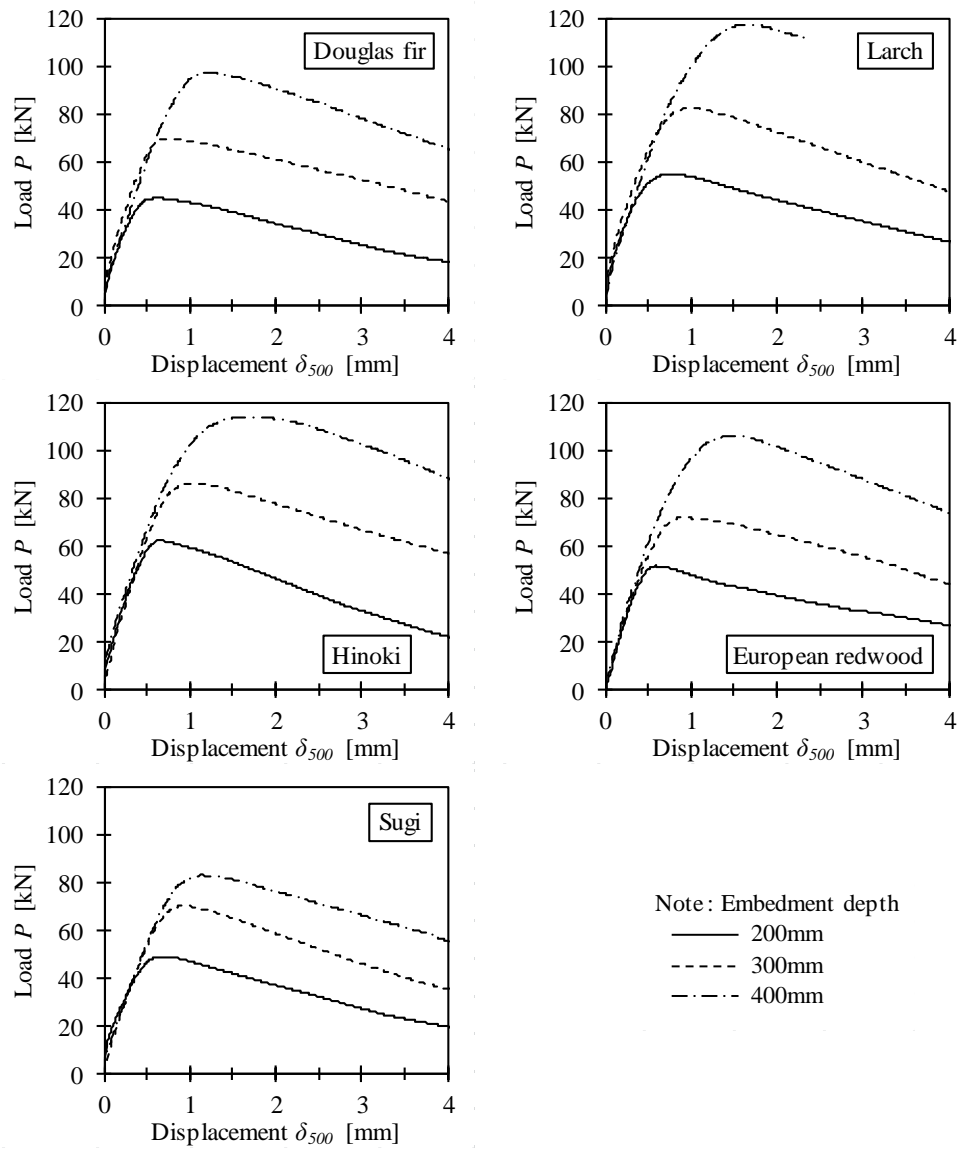 120
100
80
60
40
20
0
Load P [kN]
Douglas fir
0 1 2 3 4
Displacement δ500 [mm]
120
100
80
60
40
20
0
Load P [kN]
Larch
0 1 2 3 4
Displacement δ500 [mm]
120
100
80
60
40
20
0
Load P [kN]
Hinoki
0 1 2 3 4
Displacement δ500 [mm]
120
100
80
60
40
20
0
Load P [kN]
European redwood
0 1 2 3 4
Displacement δ500 [mm]
120
100
80
60
40
20
0
Load P [kN]
Sugi
0 1 2 3 4
Displacement δ500 [mm]
Note: Embedment depth
200mm
300mm
400mm